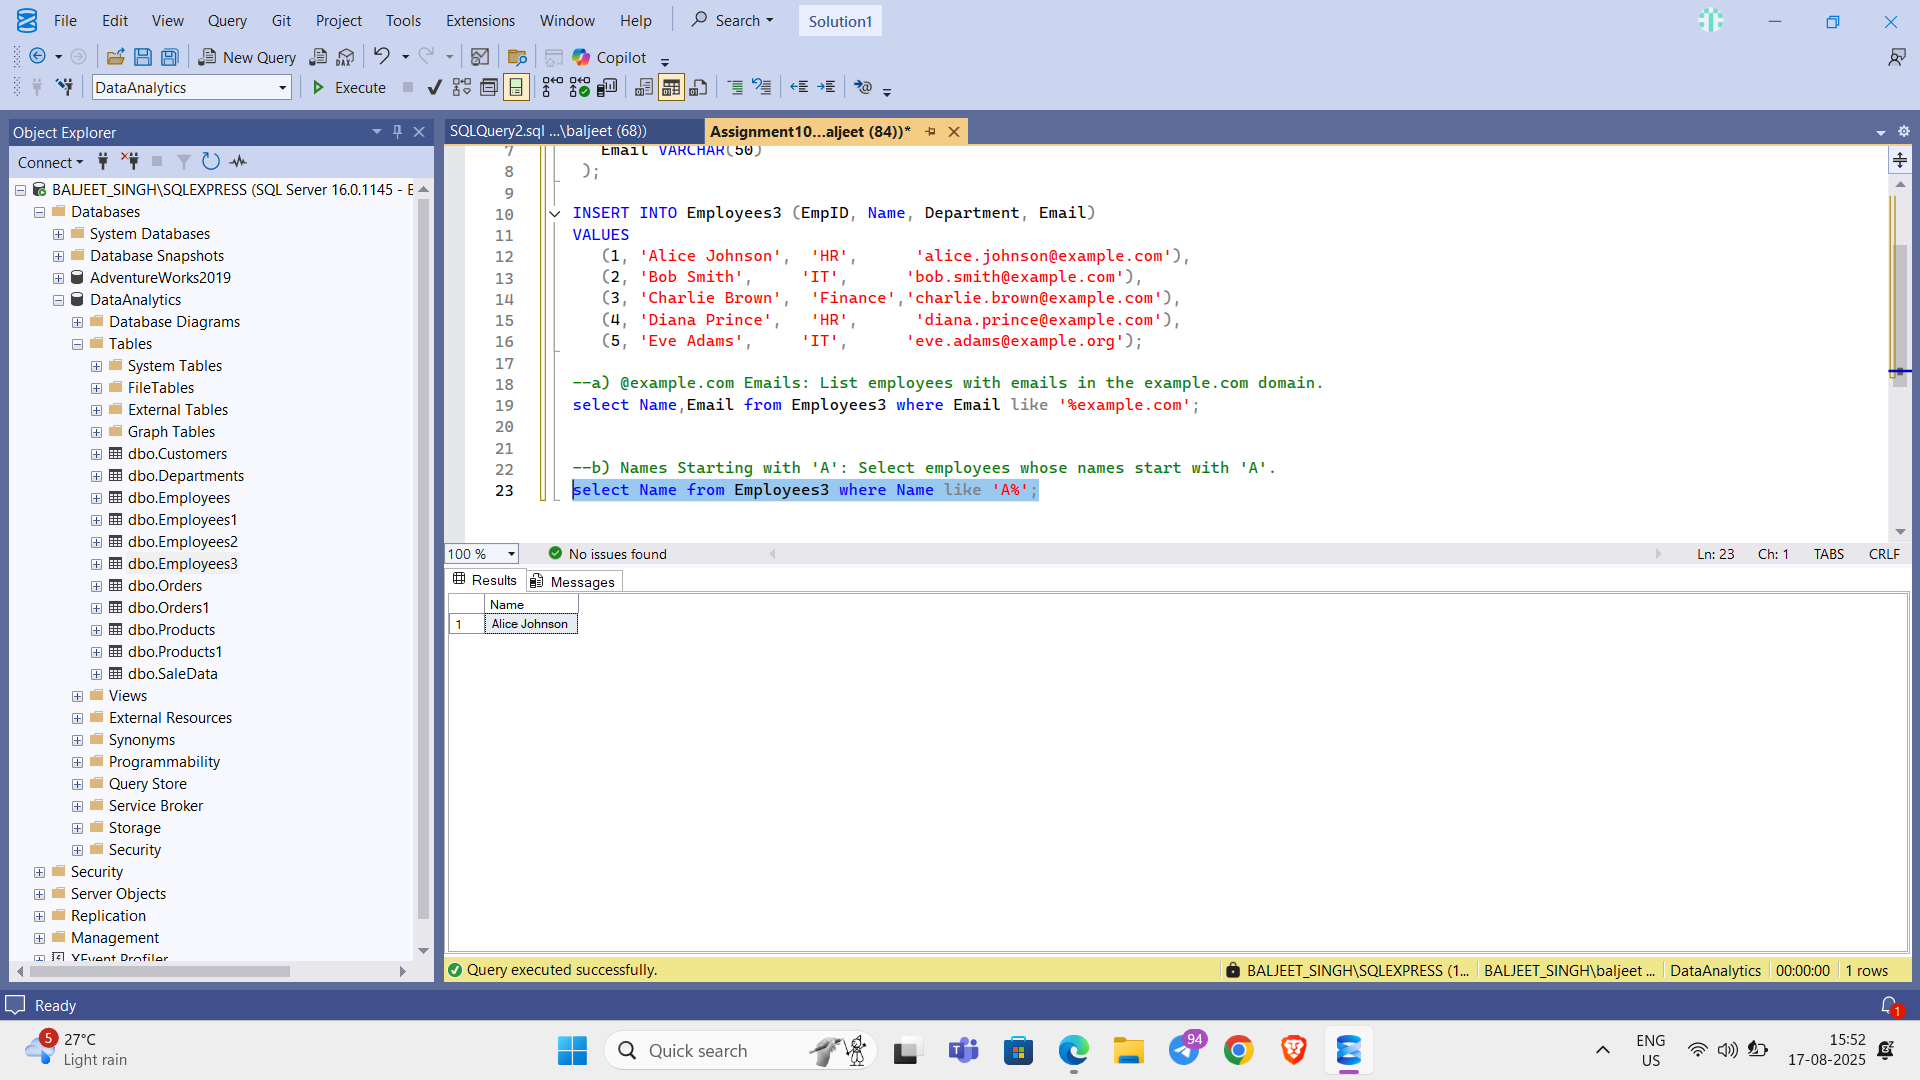 File Edit View Query Git Project Tools Extensions Window Help Search Solution1
New Query DAX Copilot
DataAnalytics Execute
Object Explorer
Connect
BALJEET_SINGH\SQLEXPRESS (SQL Server 16.0.1145 - B
Databases
System Databases
Database Snapshots
AdventureWorks2019
DataAnalytics
Database Diagrams
Tables
System Tables
FileTables
External Tables
Graph Tables
dbo.Customers
dbo.Departments
dbo.Employees
dbo.Employees1
dbo.Employees2
dbo.Employees3
dbo.Orders
dbo.Orders1
dbo.Products
dbo.Products1
dbo.SaleData
Views
External Resources
Synonyms
Programmability
Query Store
Service Broker
Storage
Security
Security
Server Objects
Replication
Management
XEvent Profiler
SQLQuery2.sql ...\baljeet (68)) Assignment10...aljeet (84))*
7 Email VARCHAR(50)
8 );
9
10 INSERT INTO Employees3 (EmpID, Name, Department, Email)
11 VALUES
12 (1, 'Alice Johnson', 'HR', 'alice.johnson@example.com'),
13 (2, 'Bob Smith', 'IT', 'bob.smith@example.com'),
14 (3, 'Charlie Brown', 'Finance','charlie.brown@example.com'),
15 (4, 'Diana Prince', 'HR', 'diana.prince@example.com'),
16 (5, 'Eve Adams', 'IT', 'eve.adams@example.org');
17
18 --a) @example.com Emails: List employees with emails in the example.com domain.
19 select Name,Email from Employees3 where Email like '%example.com';
20
21
22 --b) Names Starting with 'A': Select employees whose names start with 'A'.
23 select Name from Employees3 where Name like 'A%';
100 % No issues found Ln: 23 Ch: 1 TABS CRLF
Results Messages
Name
1 Alice Johnson
Query executed successfully. BALJEET_SINGH\SQLEXPRESS (1... BALJEET_SINGH\baljeet ... DataAnalytics 00:00:00 1 rows
Ready 1
5 27°C
Light rain
Quick search
94
ENG
US
15:52
17-08-2025